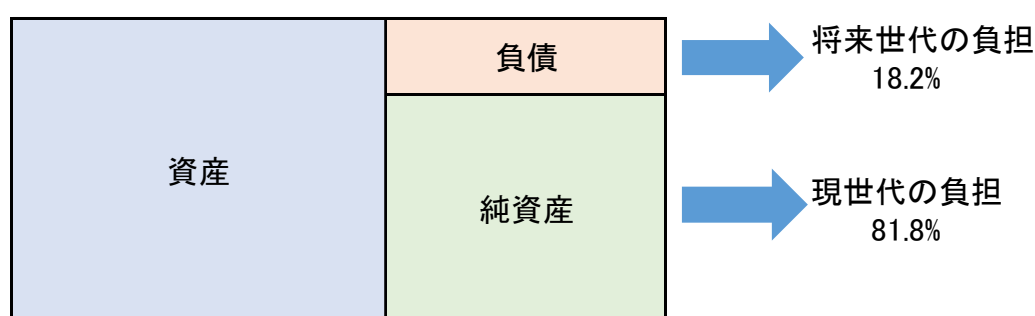 資産
負債
純資産
将来世代の負担
18.2%
現世代の負担
81.8%